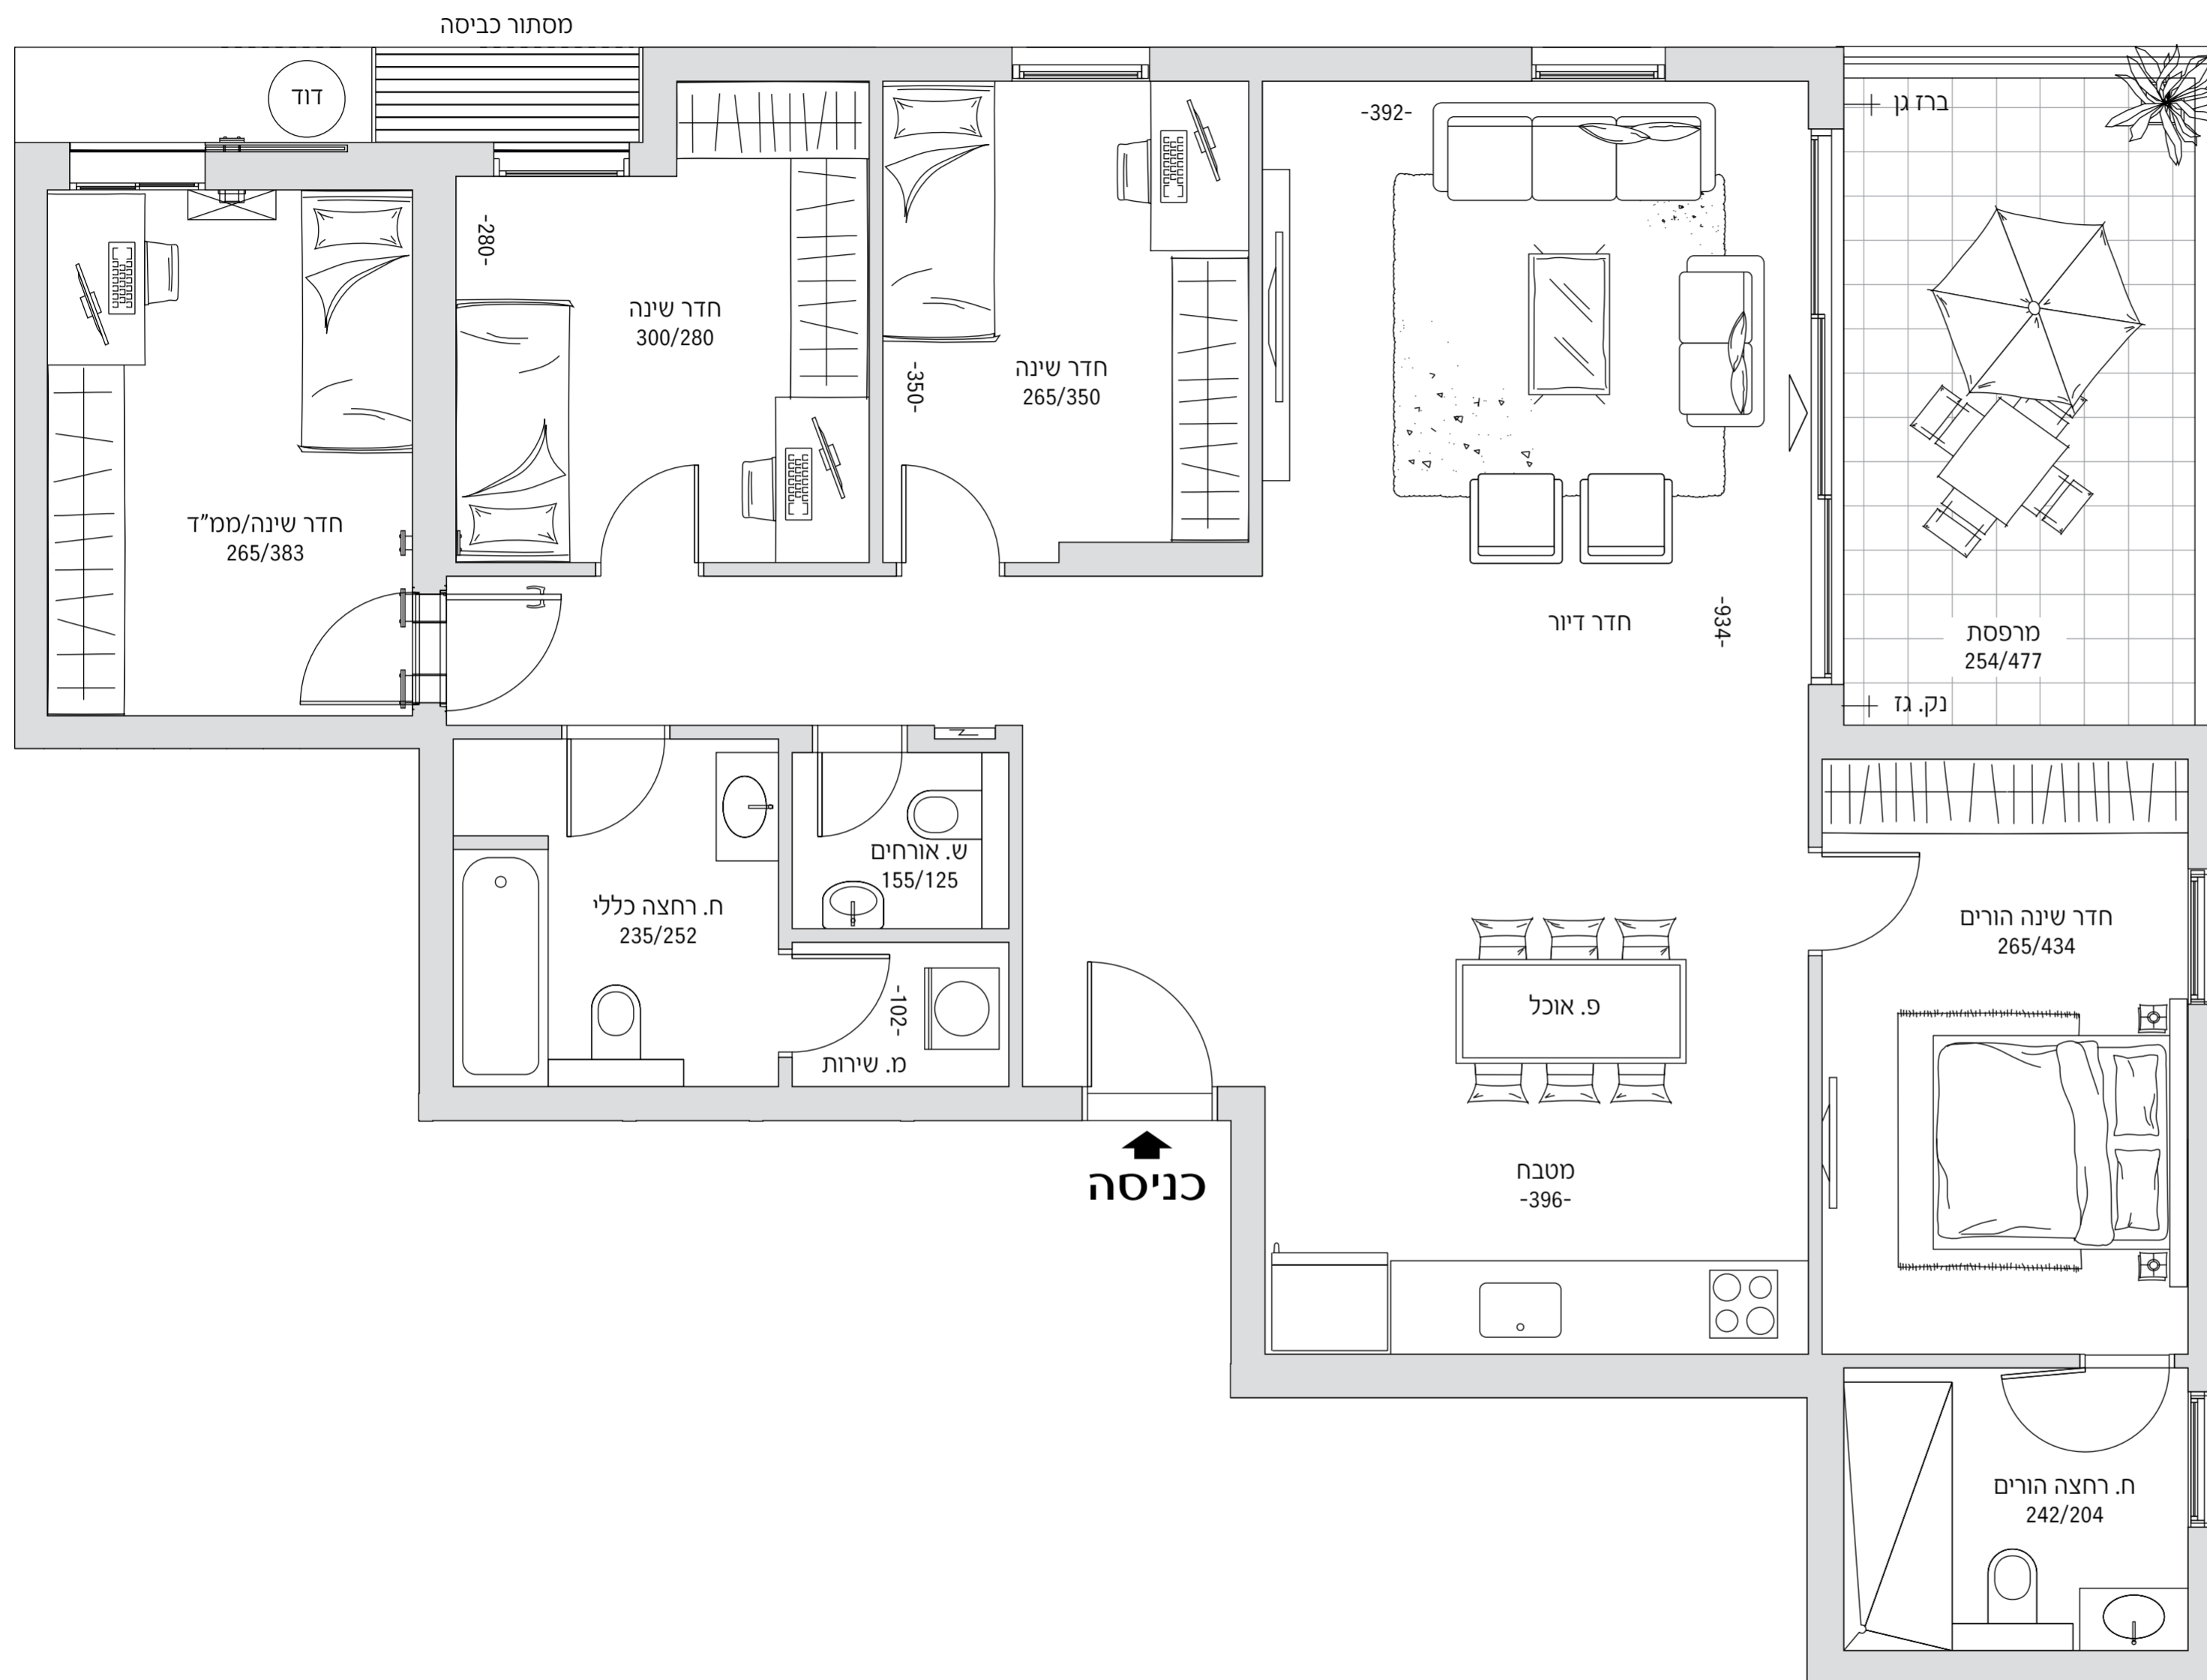 מסתור כביסה
דוד
ברז גן
-392-
-280-
חדר שינה
300/280
חדר שינה
265/350
-350-
חדר שינה/ממ"ד
265/383
חדר דיור
-934-
מרפסת
254/477
נק. גז
ש. אורחים
155/125
ח. רחצה כללי
235/252
חדר שינה הורים
265/434
פ. אוכל
-102-
מ. שירות
כניסה
מטבח
-396-
ח. רחצה הורים
242/204